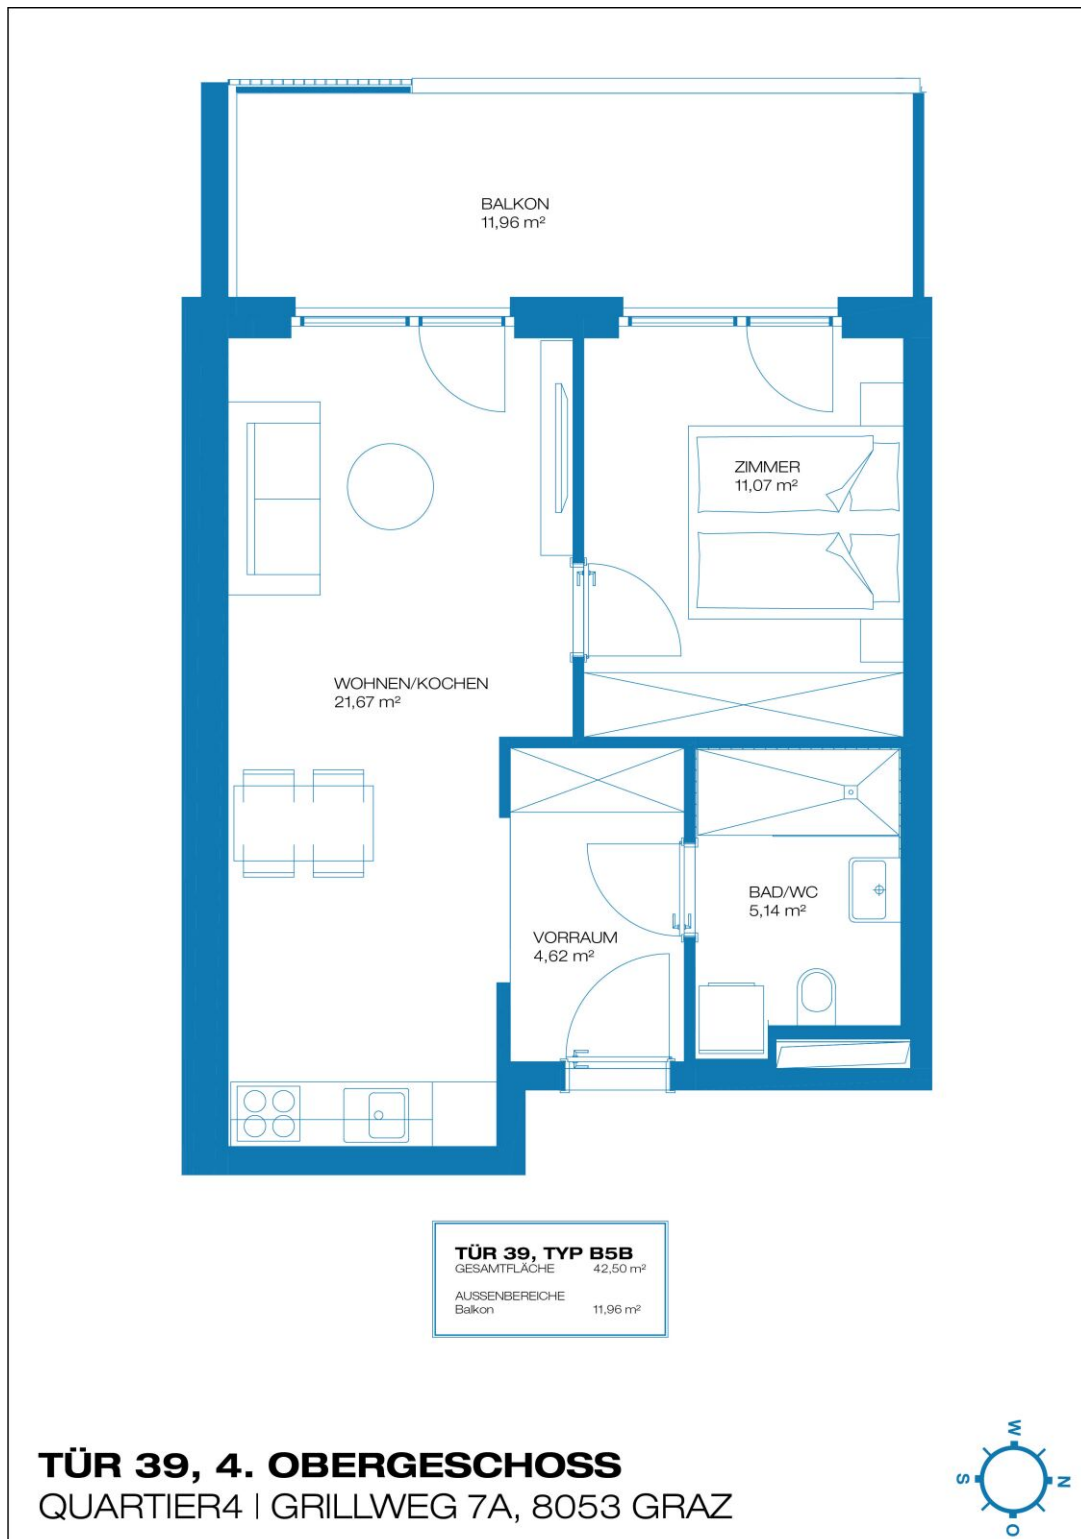 BALKON
11,96 m²
ZIMMER
11,07 m²
WOHNEN/KOCHEN
21,67 m²
BAD/WC
5,14 m²
VORRAUM
4,62 m²
TÜR 39, TYP B5B
GESAMTFLÄCHE 42,50 m²
AUSSENBEREICHE
Balkon 11,96 m²
TÜR 39, 4. OBERGESCHOSS
QUARTIER4 | GRILLWEG 7A, 8053 GRAZ
W
S
N
O